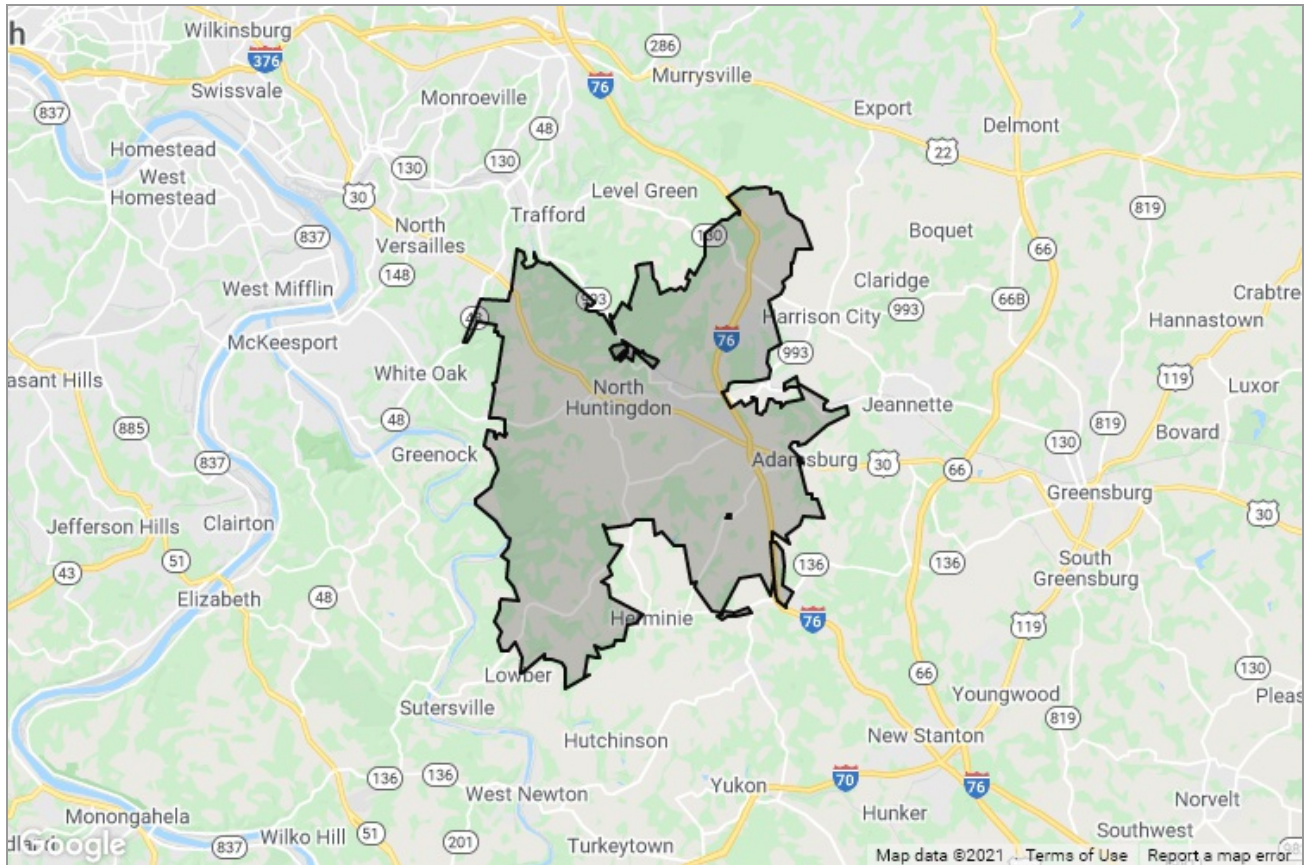 h
Wilkinsburg
376
Swissvale
837
286
Murrysville
76
Monroeville
48
Export
Delmont
22
Homestead
West
Homestead
130
130
30
Level Green
Trafford
819
North
Versailles
837
130
Boquet
66
148
West Mifflin
Claridge
993
66B
Crabtre
993
Harrison City
Hannastown
McKeesport
76
993
White Oak
North
Huntingdon
119
Luxor
asant Hills
48
885
Jeannette
819
130
Bovard
Greenock
837
Adamsburg
30
66
Greensburg
Jefferson Hills
Clairton
30
51
43
136
136
South
Greensburg
Elizabeth
48
Herminie
76
119
66
130
Lowber
Youngwood
Pleas
Sutersville
819
Hutchinson
New Stanton
136
136
Yukon
70
76
West Newton
Norvelt
Monongahela
Hunker
Wilko Hill
51
201
837
Turkeytown
Southwest
Google
Map data ©2021
Terms of Use
Report a map error